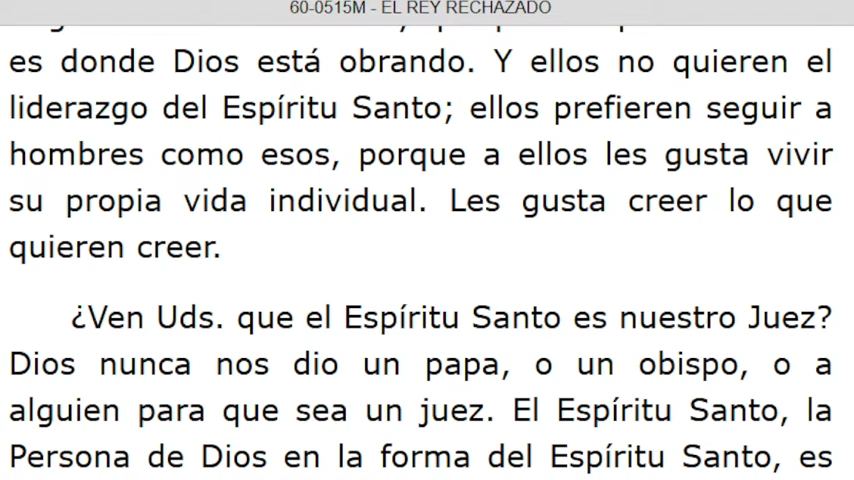 60-0515M - EL REY RECHAZADO
es donde Dios está obrando. Y ellos no quieren el
liderazgo del Espíritu Santo; ellos prefieren seguir a
hombres como esos, porque a ellos les gusta vivir
su propia vida individual. Les gusta creer lo que
quieren creer.
¿Ven Uds. que el Espíritu Santo es nuestro Juez?
Dios nunca nos dio un papa, o un obispo, o a
alguien para que sea un juez. El Espíritu Santo, la
Persona de Dios en la forma del Espíritu Santo, es